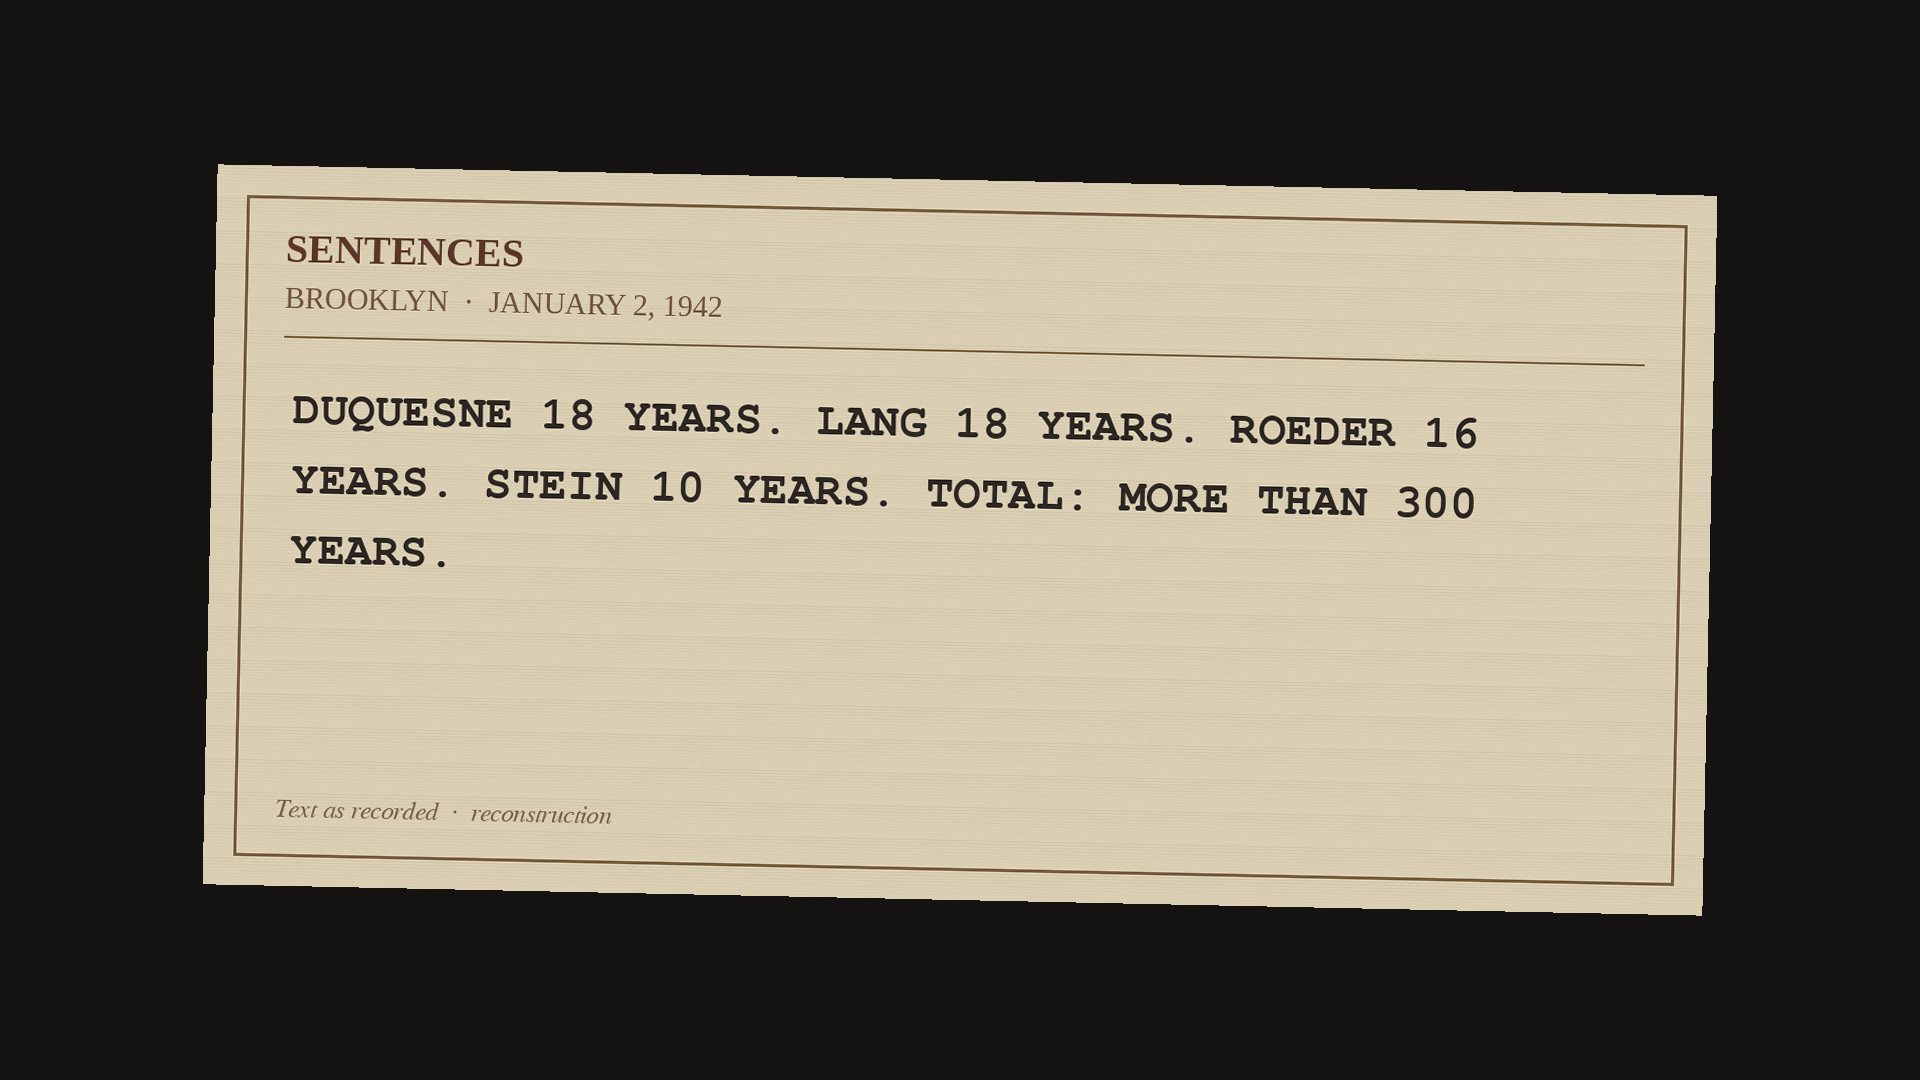 SENTENCES
BROOKLYN · JANUARY 2, 1942
DUQUESNE 18 YEARS. LANG 18 YEARS. ROEDER 16
YEARS. STEIN 10 YEARS. TOTAL: MORE THAN 300
YEARS.
Text as recorded · reconstruction